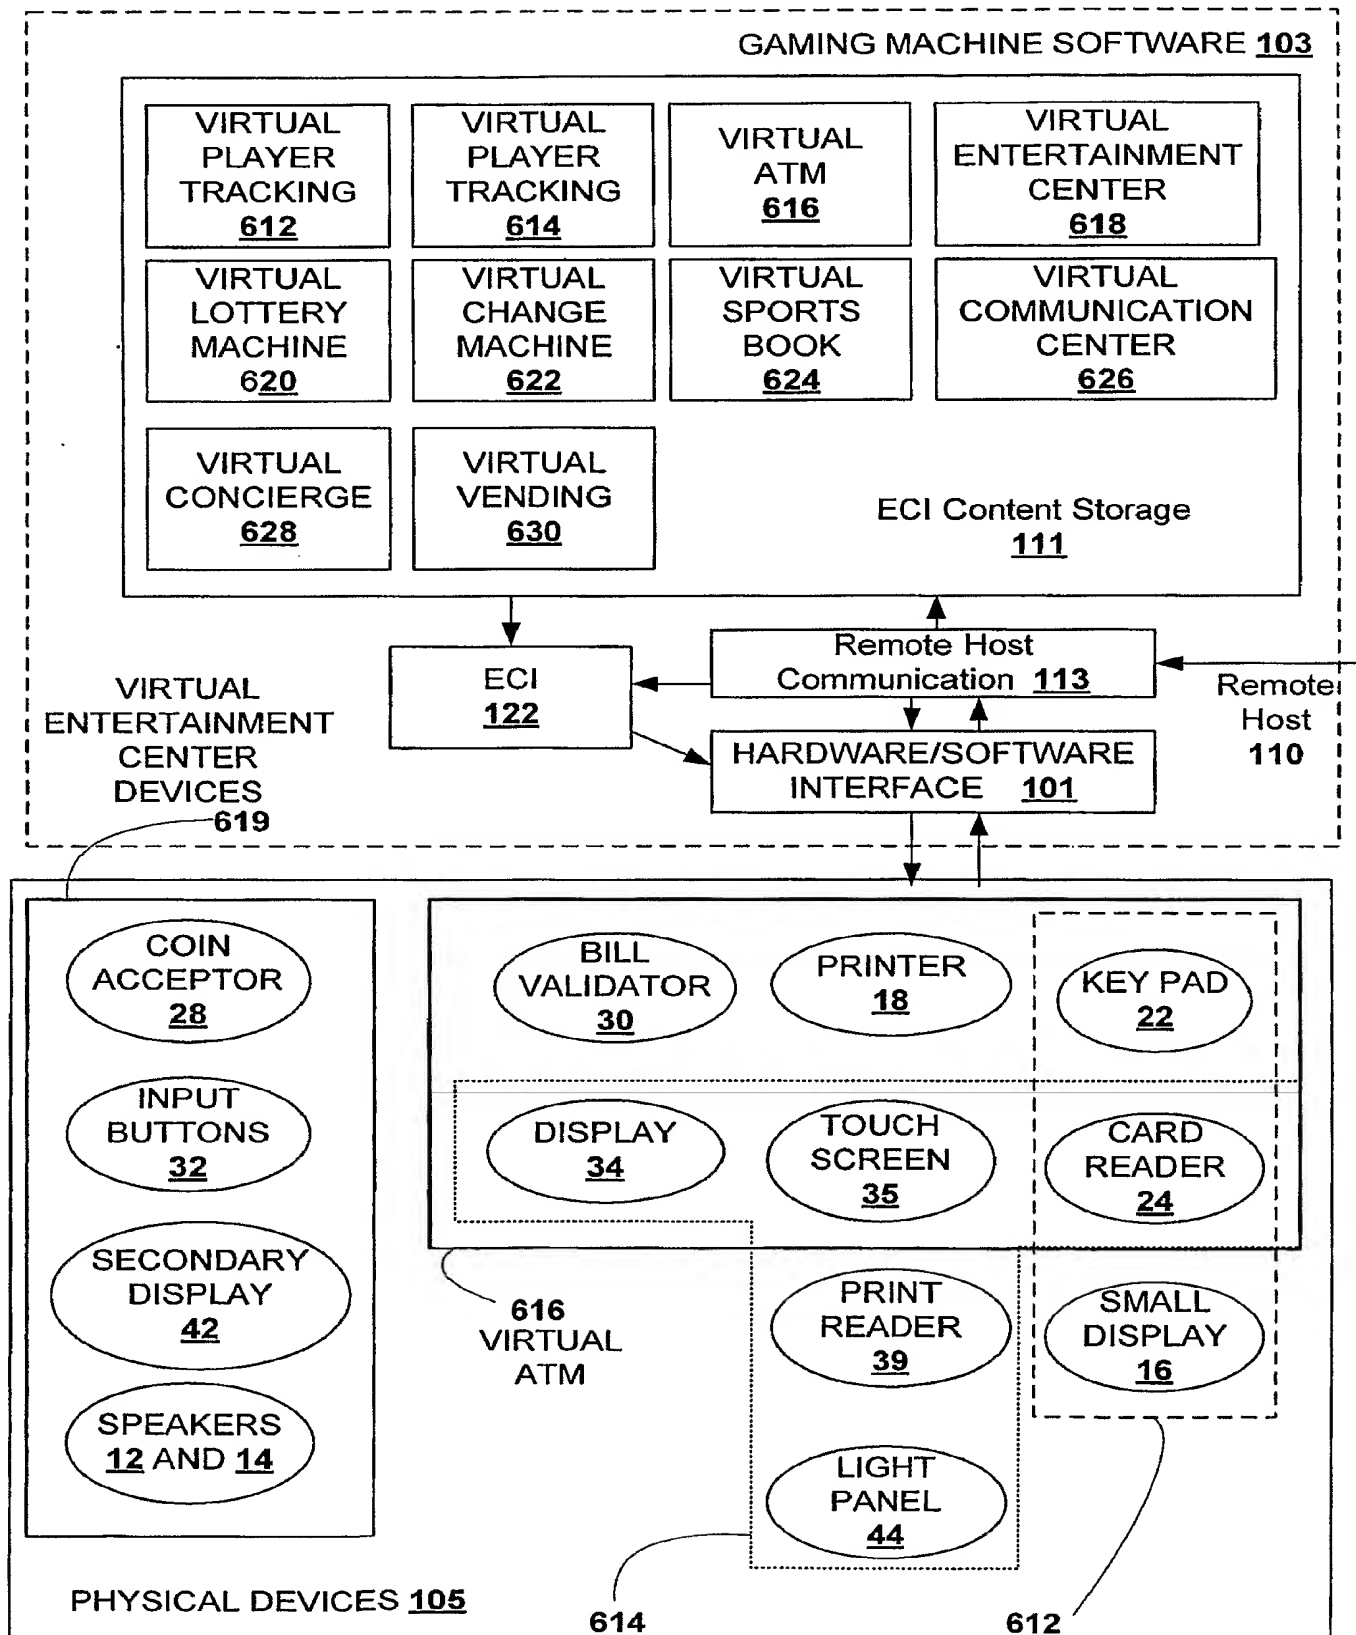 GAMING MACHINE SOFTWARE 103
VIRTUAL
PLAYER
TRACKING
612
VIRTUAL
PLAYER
TRACKING
614
VIRTUAL
ATM
616
VIRTUAL
ENTERTAINMENT
CENTER
618
VIRTUAL
LOTTERY
MACHINE
620
VIRTUAL
CHANGE
MACHINE
622
VIRTUAL
SPORTS
BOOK
624
VIRTUAL
COMMUNICATION
CENTER
626
VIRTUAL
CONCIERGE
628
VIRTUAL
VENDING
630
ECI Content Storage
111
ECI
122
Remote Host
Communication 113
Remote
Host
110
HARDWARE/SOFTWARE
INTERFACE 101
VIRTUAL
ENTERTAINMENT
CENTER
DEVICES
619
COIN
ACCEPTOR
28
INPUT
BUTTONS
32
SECONDARY
DISPLAY
42
SPEAKERS
12 AND 14
BILL
VALIDATOR
30
PRINTER
18
KEY PAD
22
DISPLAY
34
TOUCH
SCREEN
35
CARD
READER
24
616
VIRTUAL
ATM
PRINT
READER
39
SMALL
DISPLAY
16
LIGHT
PANEL
44
PHYSICAL DEVICES 105
614
612